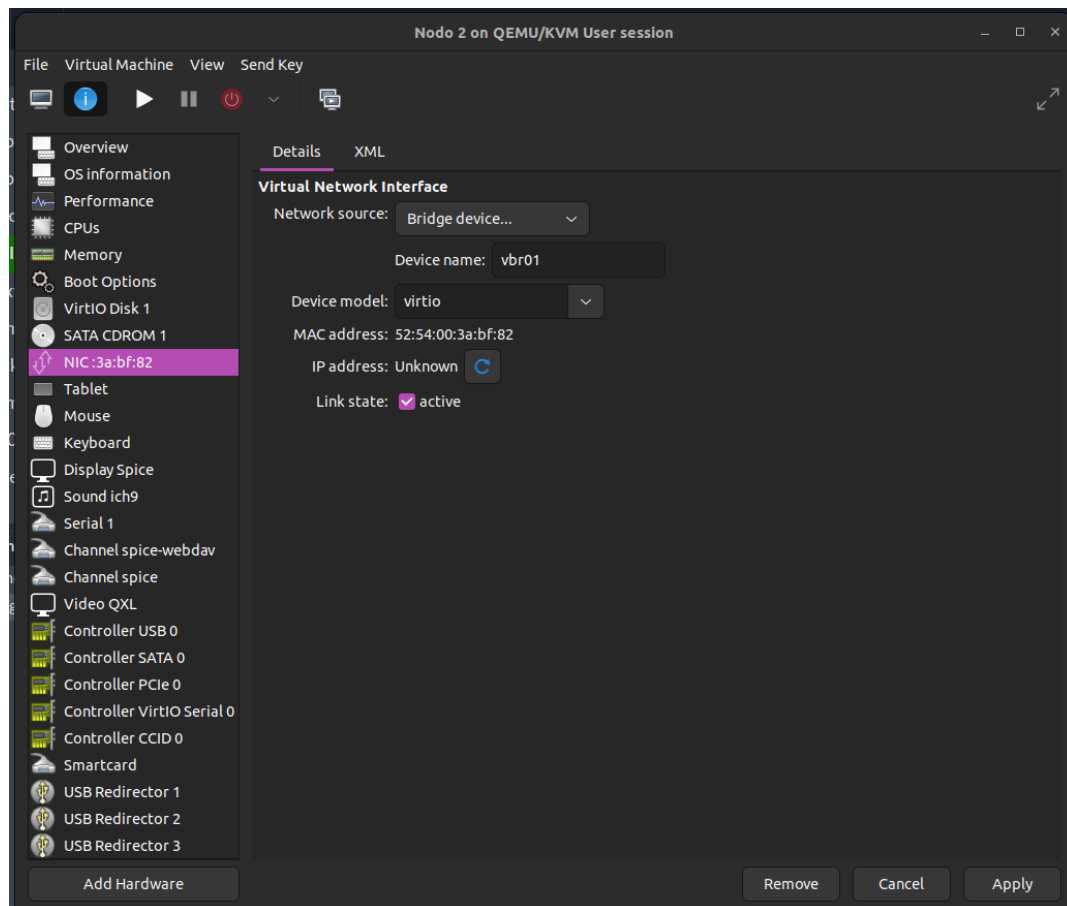 Nodo 2 on QEMU/KVM User session
File Virtual Machine View Send Key
Overview
OS information
Performance
CPUs
Memory
Boot Options
VirtIO Disk 1
SATA CDROM 1
NIC :3a:bf:82
Tablet
Mouse
Keyboard
Display Spice
Sound ich9
Serial 1
Channel spice-webdav
Channel spice
Video QXL
Controller USB 0
Controller SATA 0
Controller PCIe 0
Controller VirtIO Serial 0
Controller CCID 0
Smartcard
USB Redirector 1
USB Redirector 2
USB Redirector 3
Add Hardware
Details XML
Virtual Network Interface
Network source: Bridge device...
Device name: vbr01
Device model: virtio
MAC address: 52:54:00:3a:bf:82
IP address: Unknown
Link state: active
Remove Cancel Apply